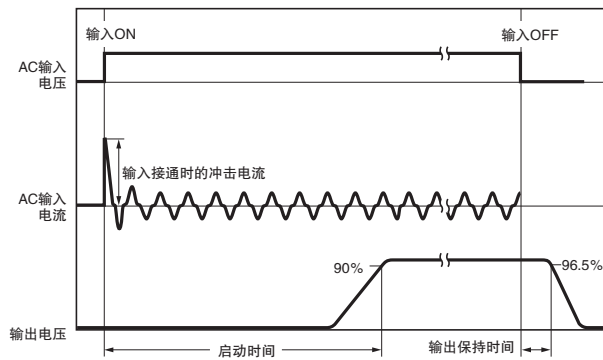 输入ON
输入OFF
AC输入
电压
输入接通时的冲击电流
AC输入
电流
90%
96.5%
输出电压
启动时间
输出保持时间